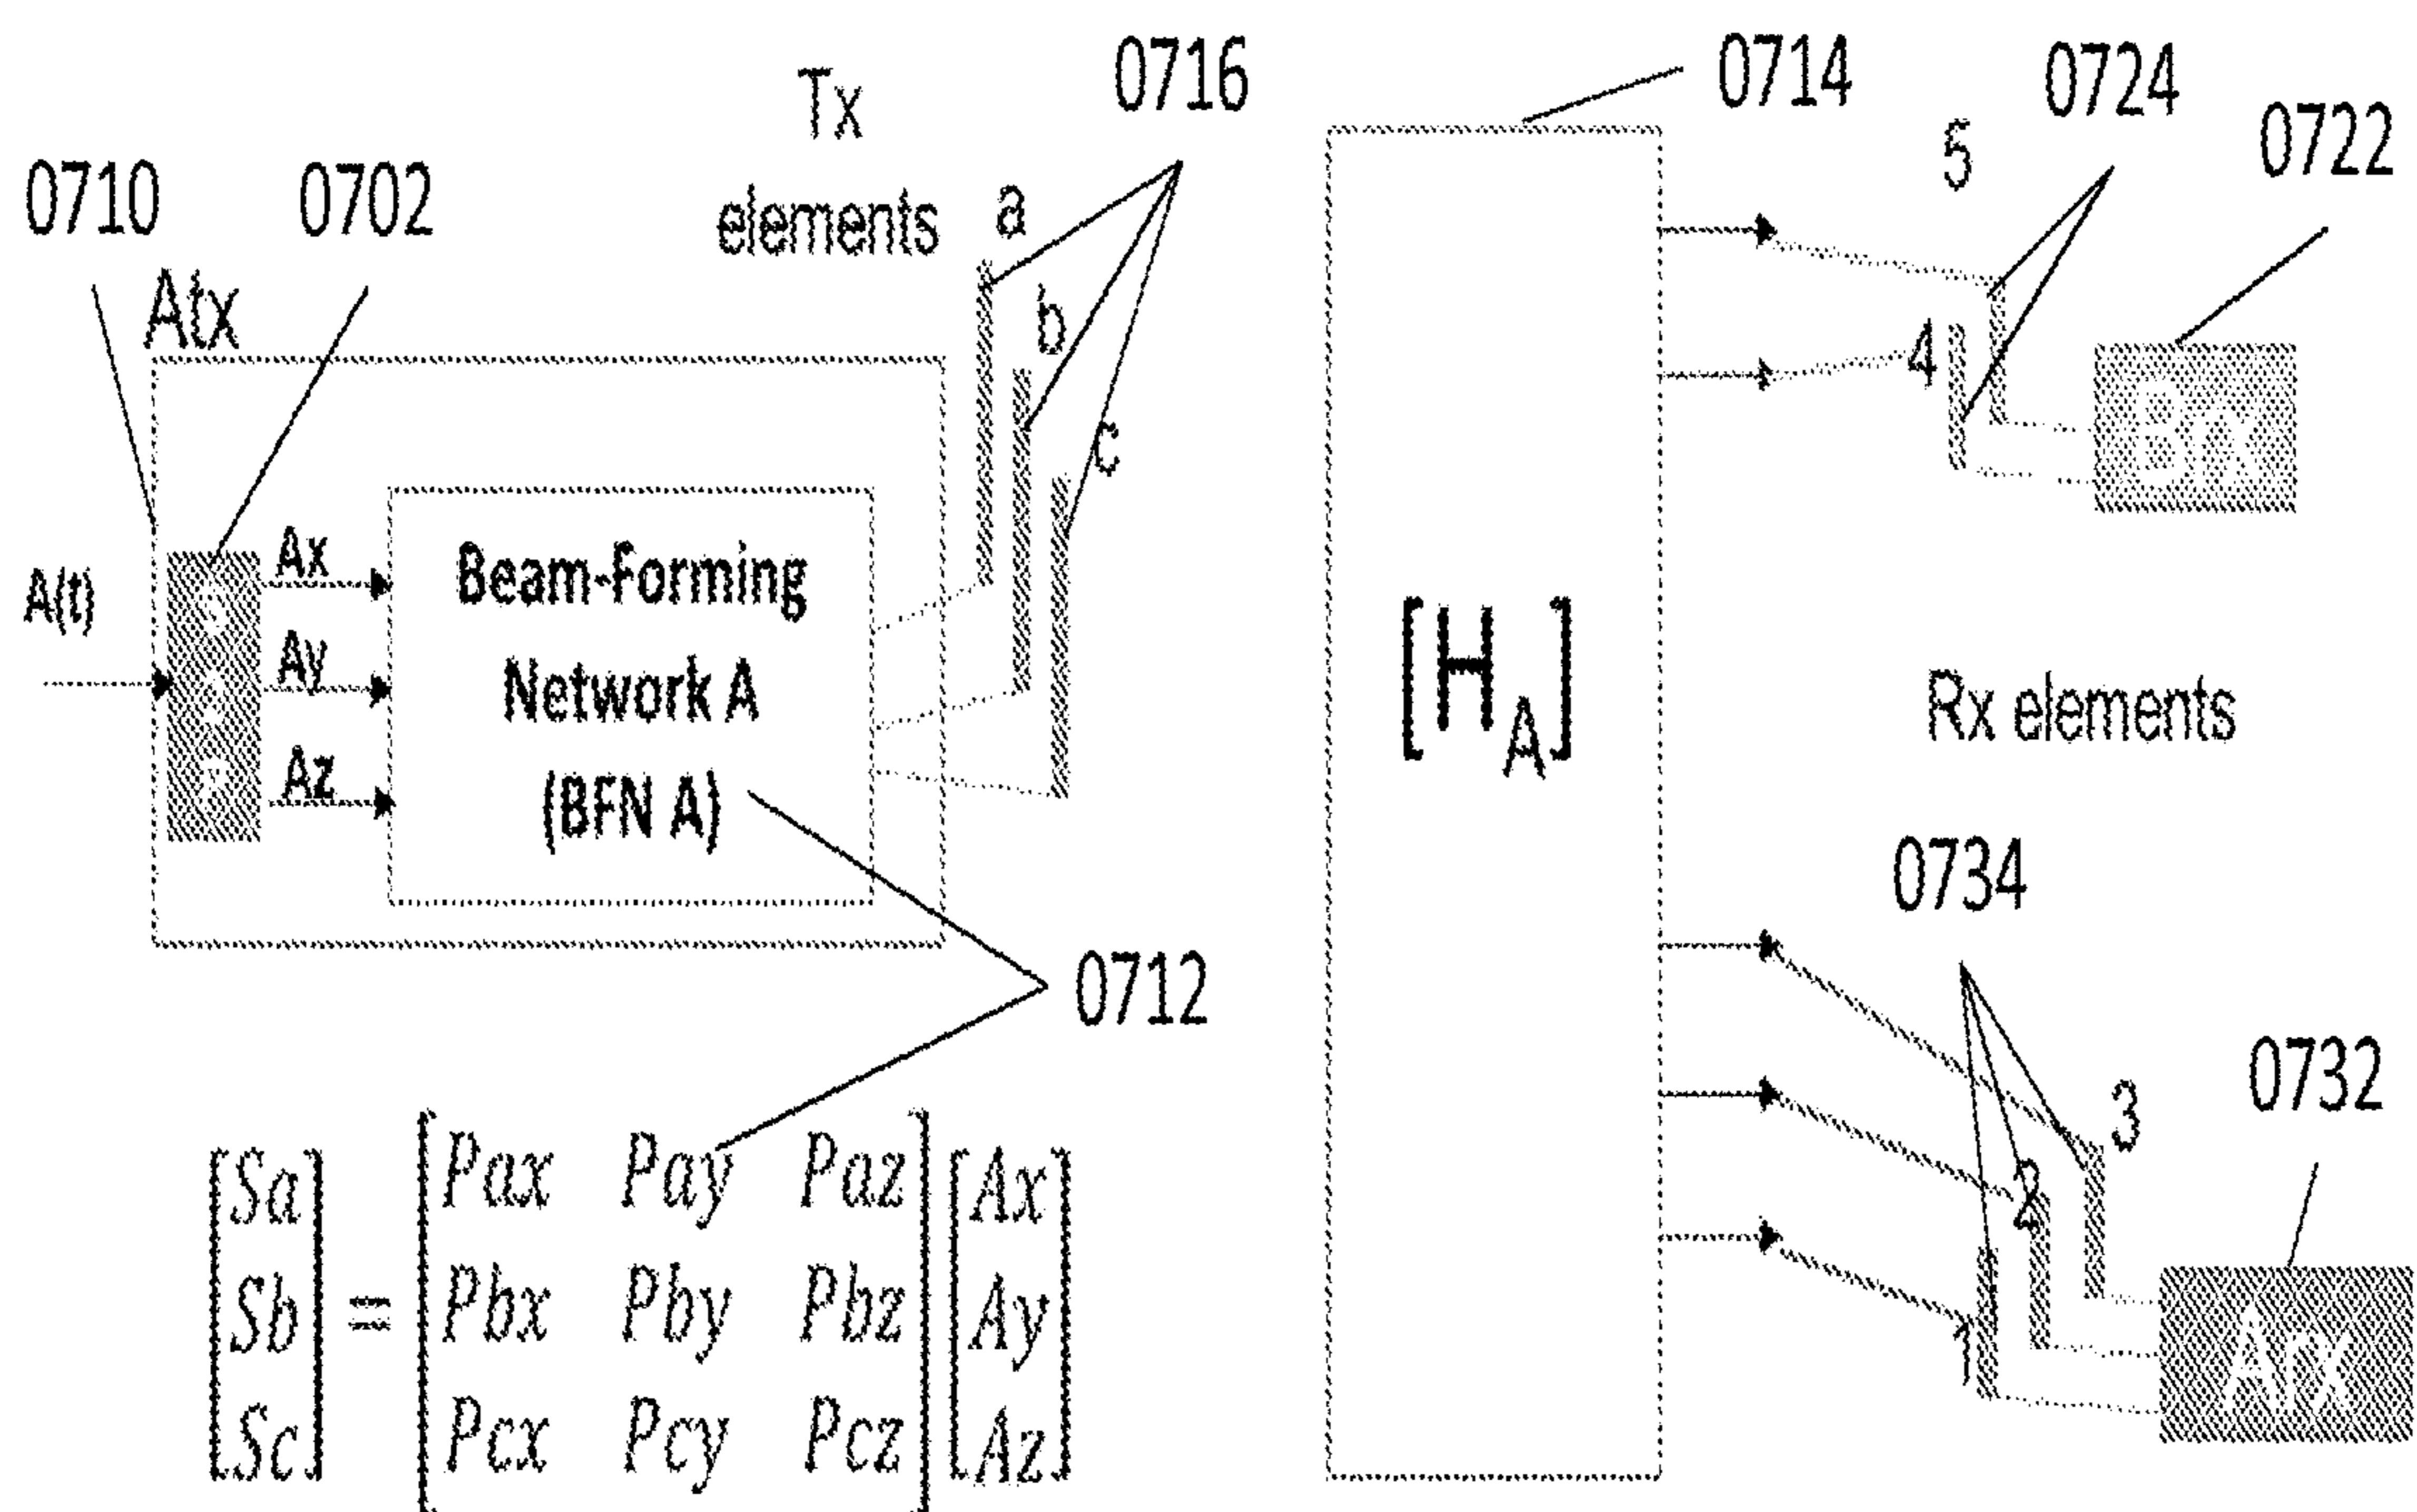 0716
0714
0724
Tx
5
0722
0710
0702
elements
a
Atx
b
4
Brx
c
A(t)
Ax
Ay
Az
Beam-Forming
Network A
(BFN A)
[H_A]
Rx elements
0734
0712
3
0732
2
1
Arx
[Sa] [Pax Pay Paz] [Ax]
[Sb] = [Pbx Pby Pbz] [Ay]
[Sc] [Pcx Pcy Pcz] [Az]